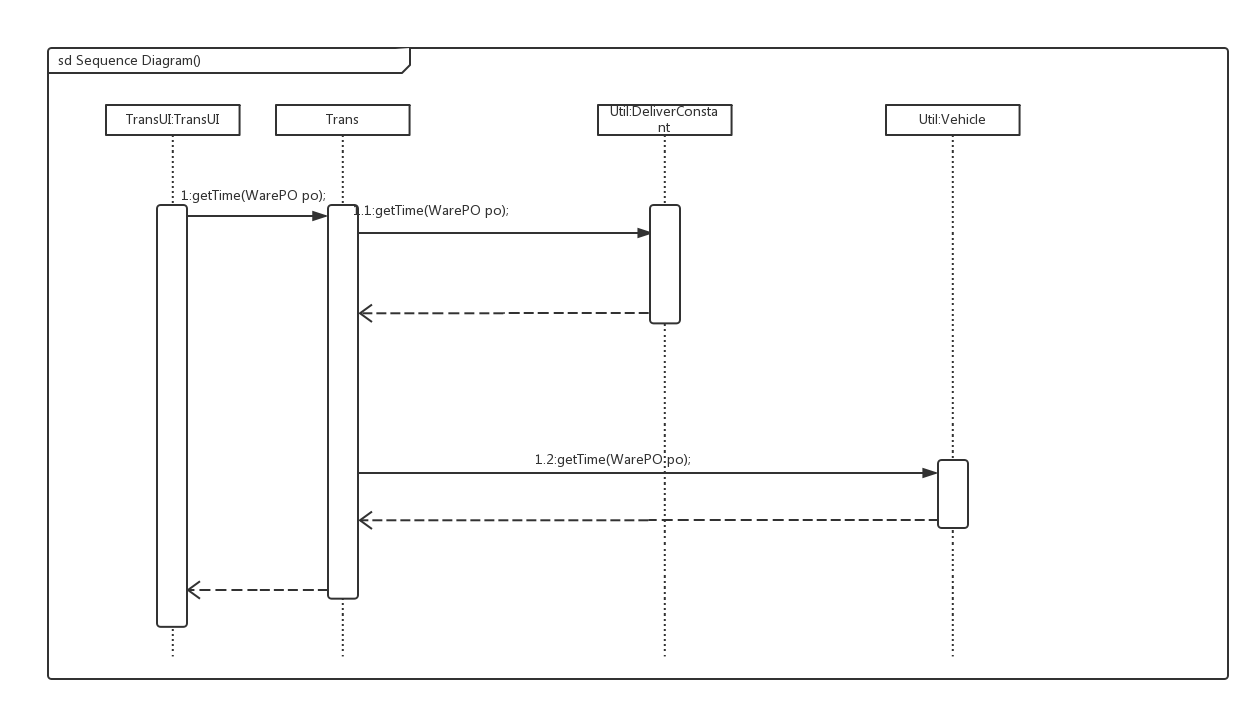 sd Sequence Diagram()
TransUI:TransUI
Trans
Util:DeliverConsta
nt
Util:Vehicle
1:getTime(WarePO po);
1.1:getTime(WarePO po);
1.2:getTime(WarePO po);